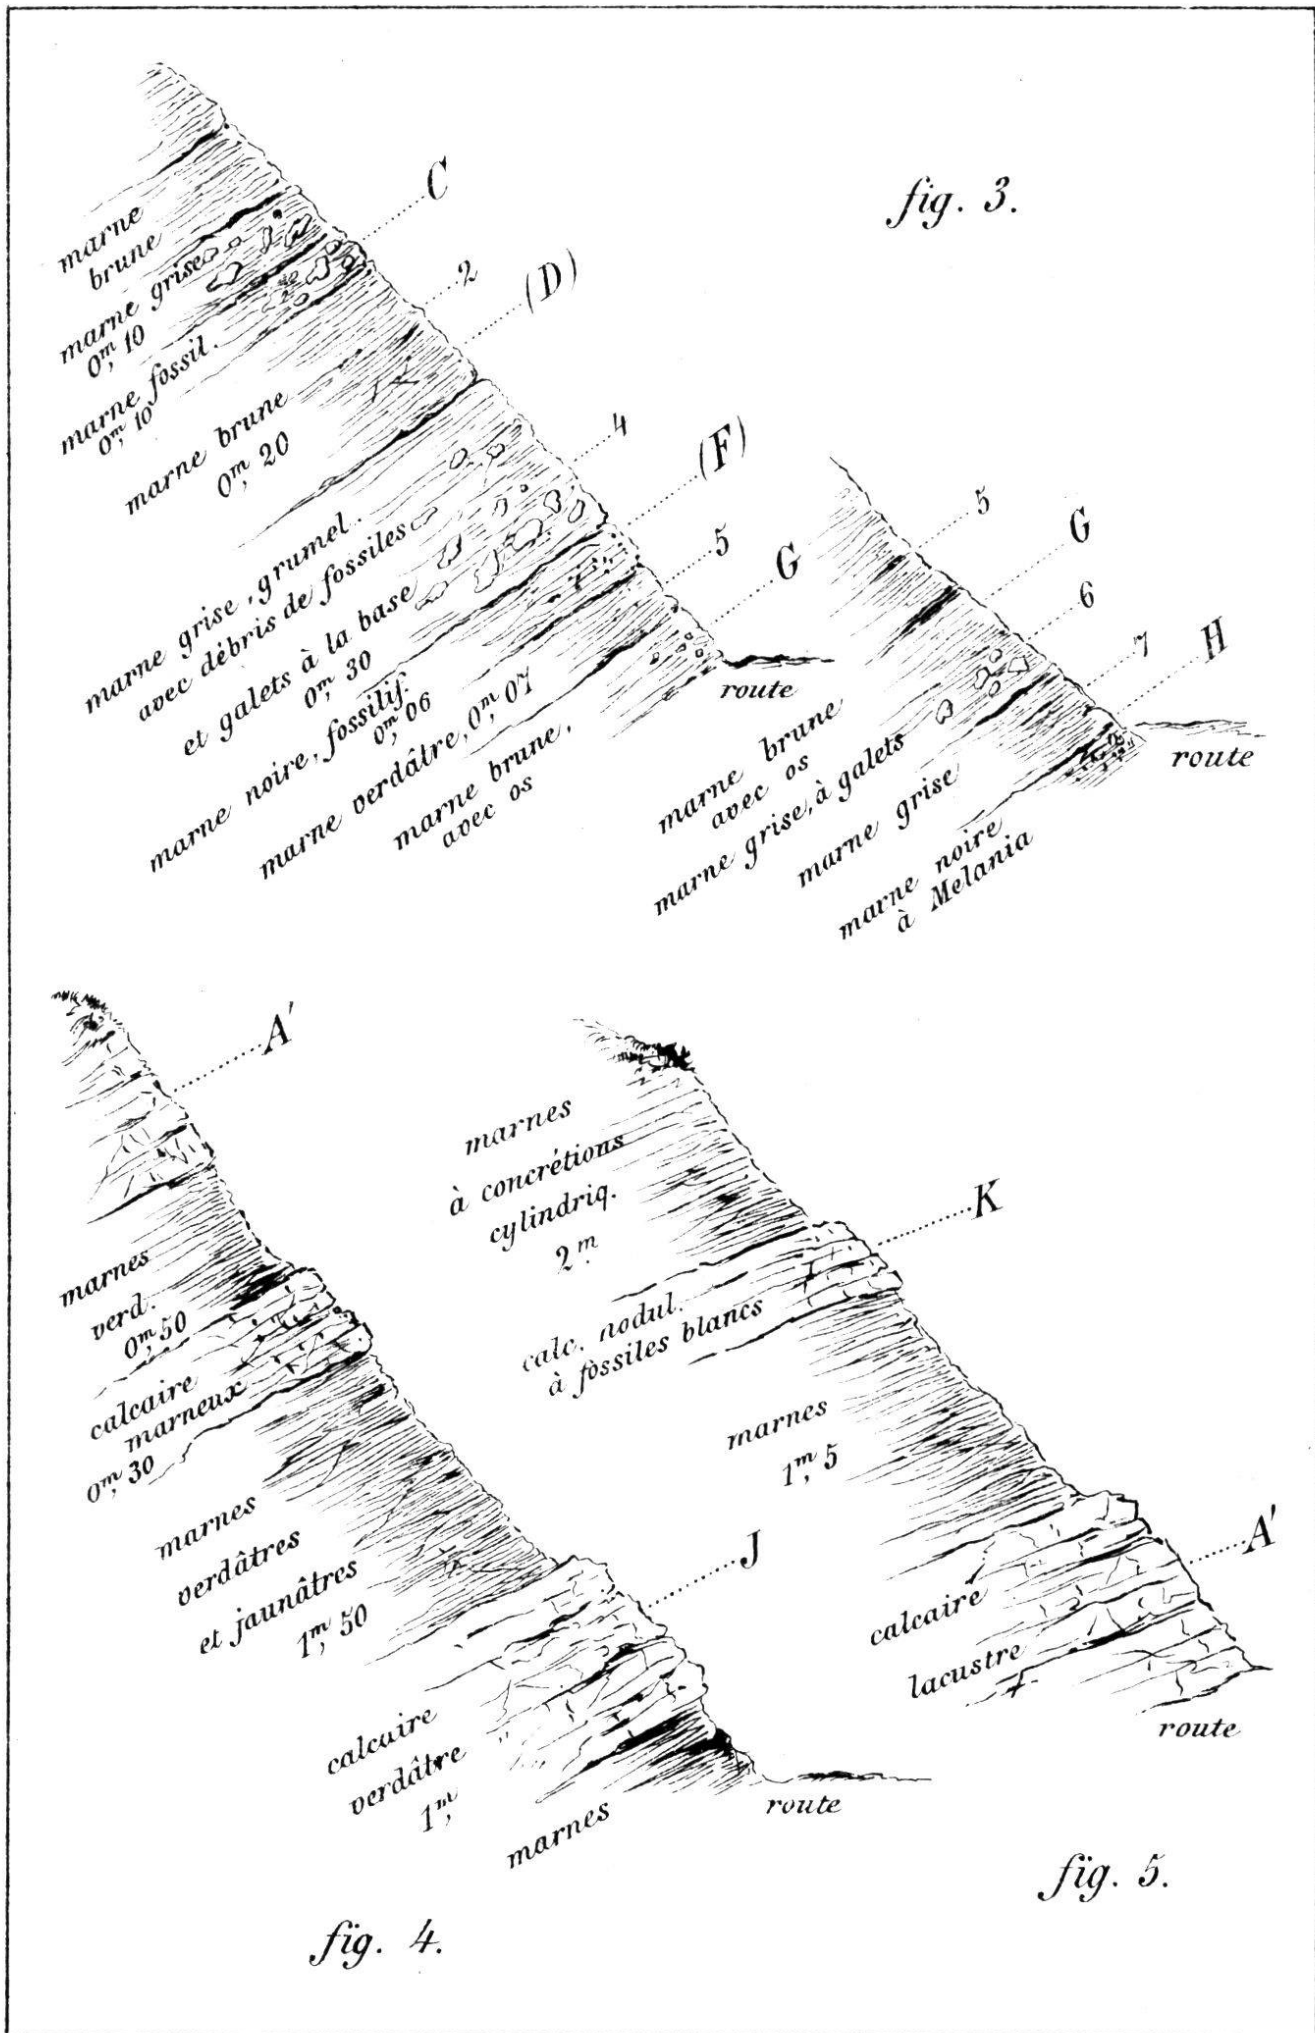 fig. 3.
C
2
(D)
4
(F)
5
G
marne
brune
marne grise
0m, 10
marne fossil.
0m, 10
marne brune
0m, 20
marne grise, grumel.
avec débris de fossiles
et galets à la base
0m, 30
marne noire, fossilif.
0m, 06
marne verdâtre, 0m, 07
marne brune,
avec os
route
5
G
6
7
H
marne brune
avec os
marne grise, à galets
marne grise
marne noire
à Melania
route
A'
marnes
verd.
0m, 50
calcaire
marneux
0m, 30
marnes
verdâtres
et jaunâtres
1m, 50
J
calcaire
verdâtre
1m,
marnes
route
fig. 4.
marnes
à concrétions
cylindriq.
2m
K
calc. nodul.
à fossiles blancs
marnes
1m, 5
A'
calcaire
lacustre
route
fig. 5.